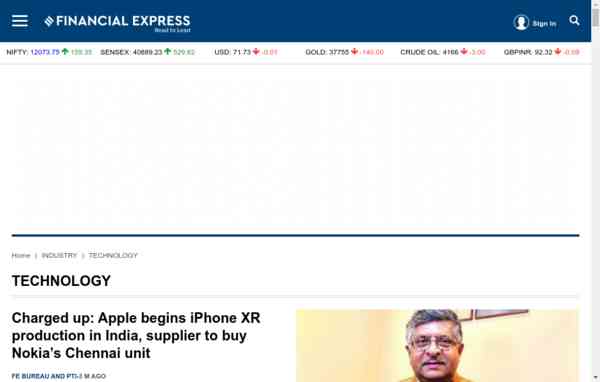 FINANCIAL EXPRESS
Read to Lead
Sign In
NIFTY: 12073.75 159.35 SENSEX: 40889.23 529.82 USD: 71.73 -0.01 GOLD: 37755 -140.00 CRUDE OIL: 4166 -3.00 GBPINR: 92.32 -0.09
Home | INDUSTRY | TECHNOLOGY
TECHNOLOGY
Charged up: Apple begins iPhone XR
production in India, supplier to buy
Nokia's Chennai unit
FE BUREAU AND PTI-8 M AGO